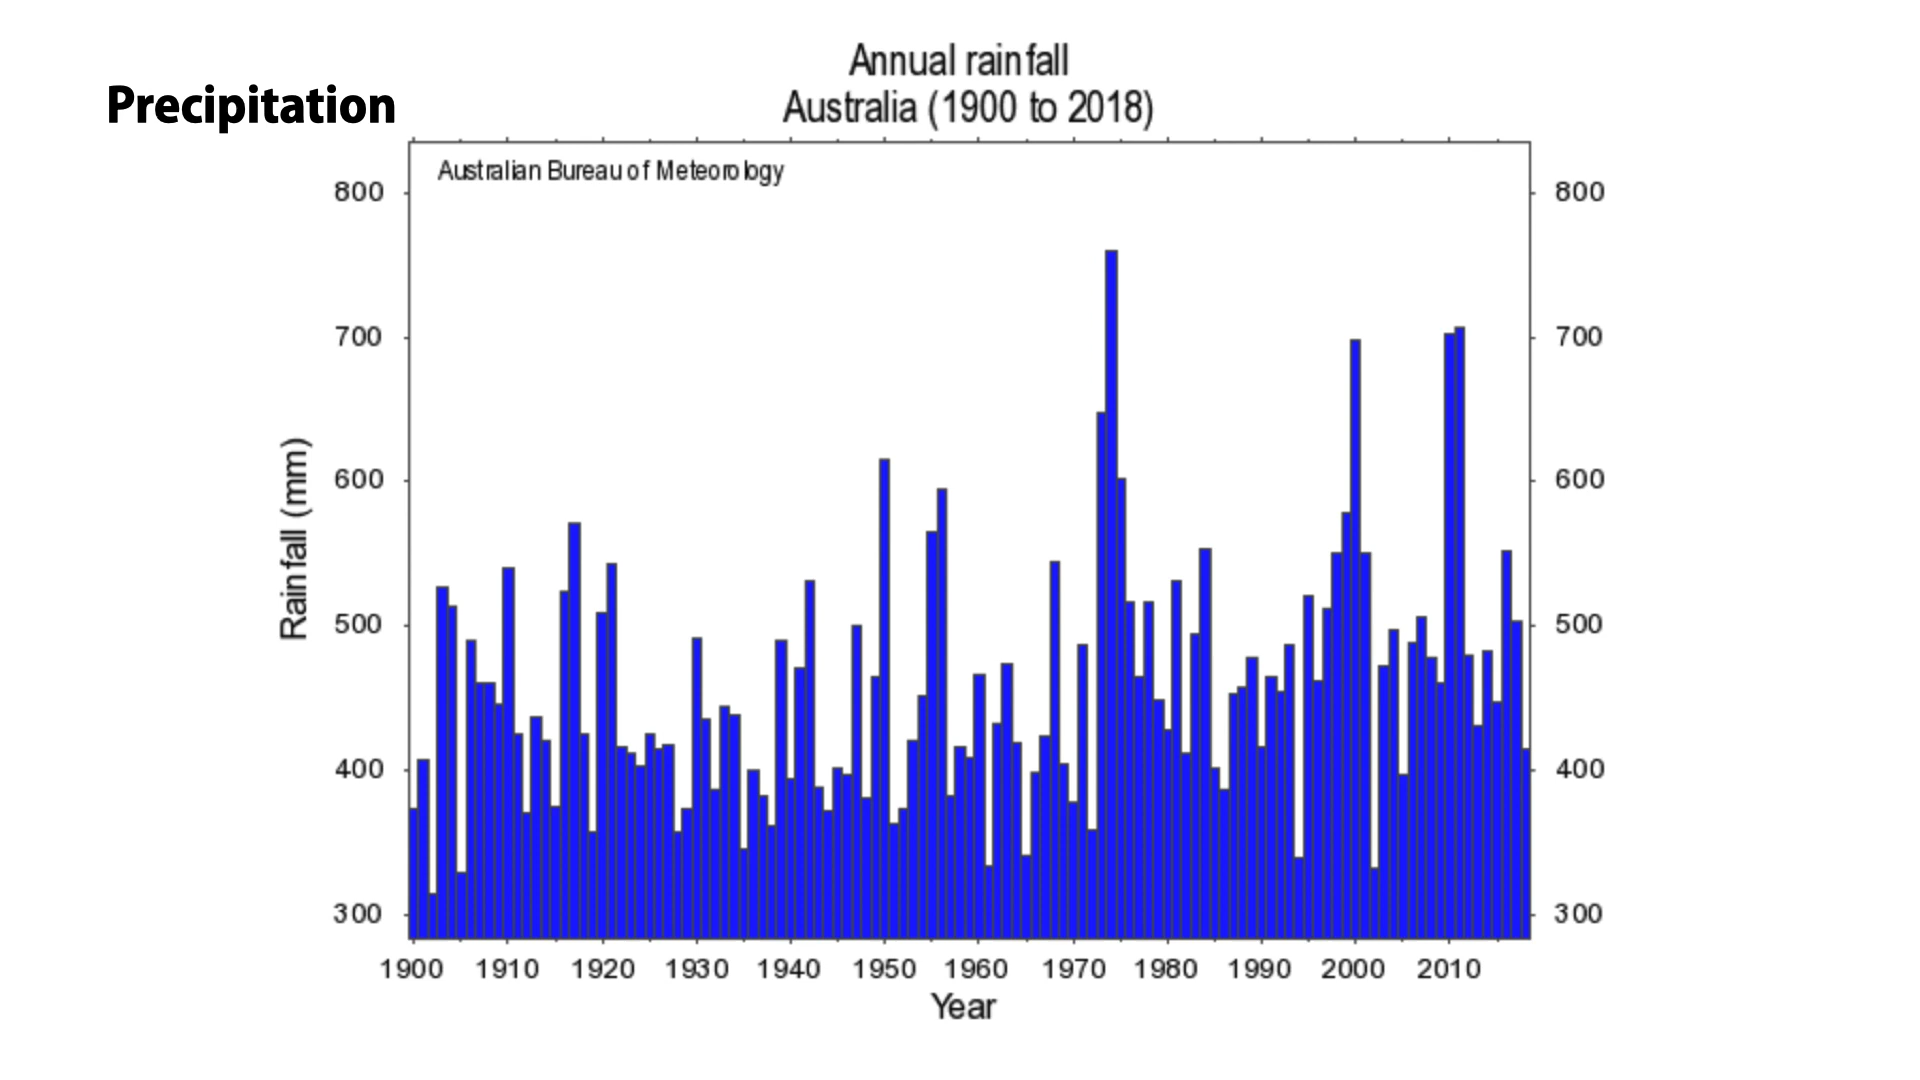 Precipitation
Annual rainfall
Australia (1900 to 2018)
Australian Bureau of Meteorology
800 800
700 700
600 600
500 500
400 400
300 300
Rainfall (mm)
1900 1910 1920 1930 1940 1950 1960 1970 1980 1990 2000 2010
Year